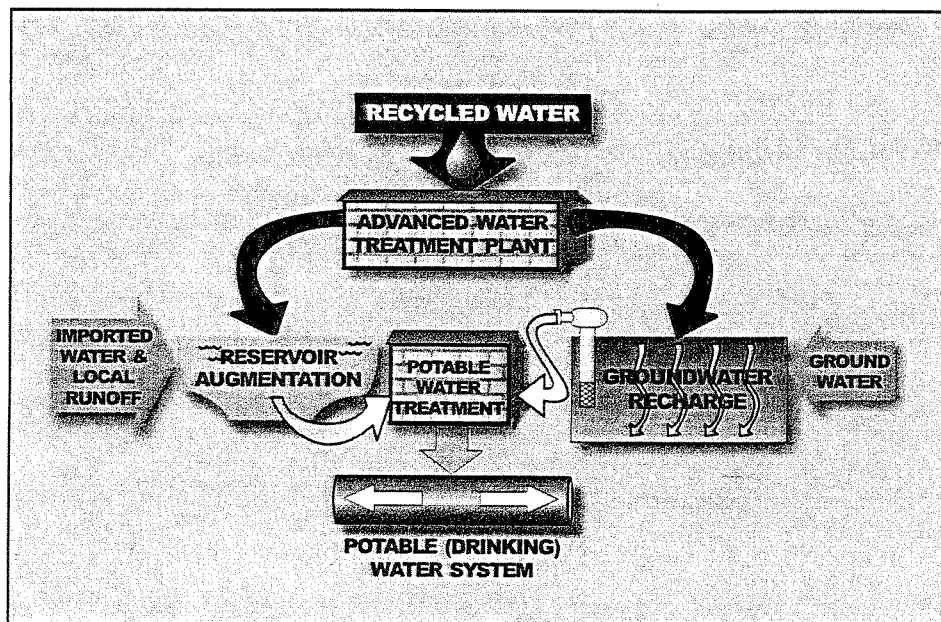 RECYCLED WATER
ADVANCED WATER
TREATMENT PLANT
IMPORTED
WATER &
LOCAL
RUNOFF
RESERVOIR
AUGMENTATION
POTABLE
WATER
TREATMENT
GROUNDWATER
RECHARGE
GROUND
WATER
POTABLE (DRINKING)
WATER SYSTEM